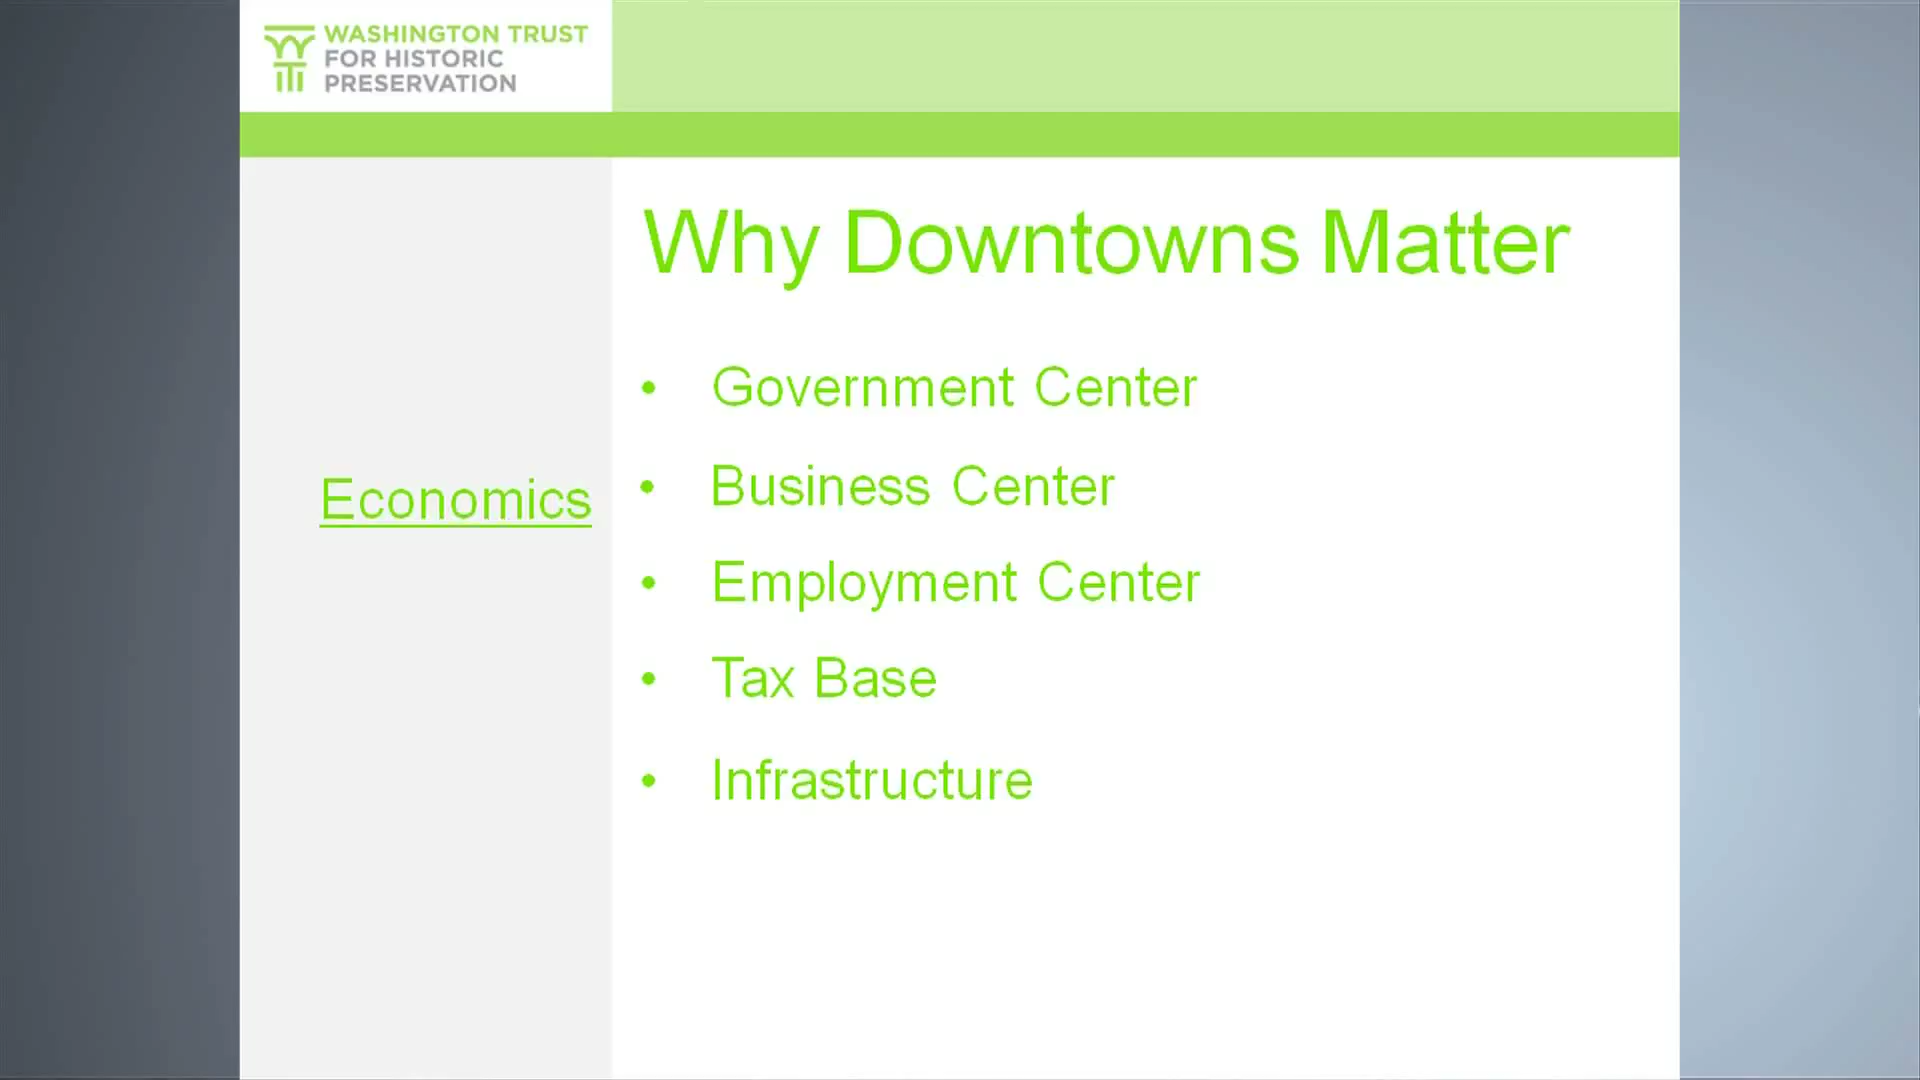 WASHINGTON TRUST
FOR HISTORIC
PRESERVATION
Why Downtowns Matter
Economics
• Government Center
• Business Center
• Employment Center
• Tax Base
• Infrastructure